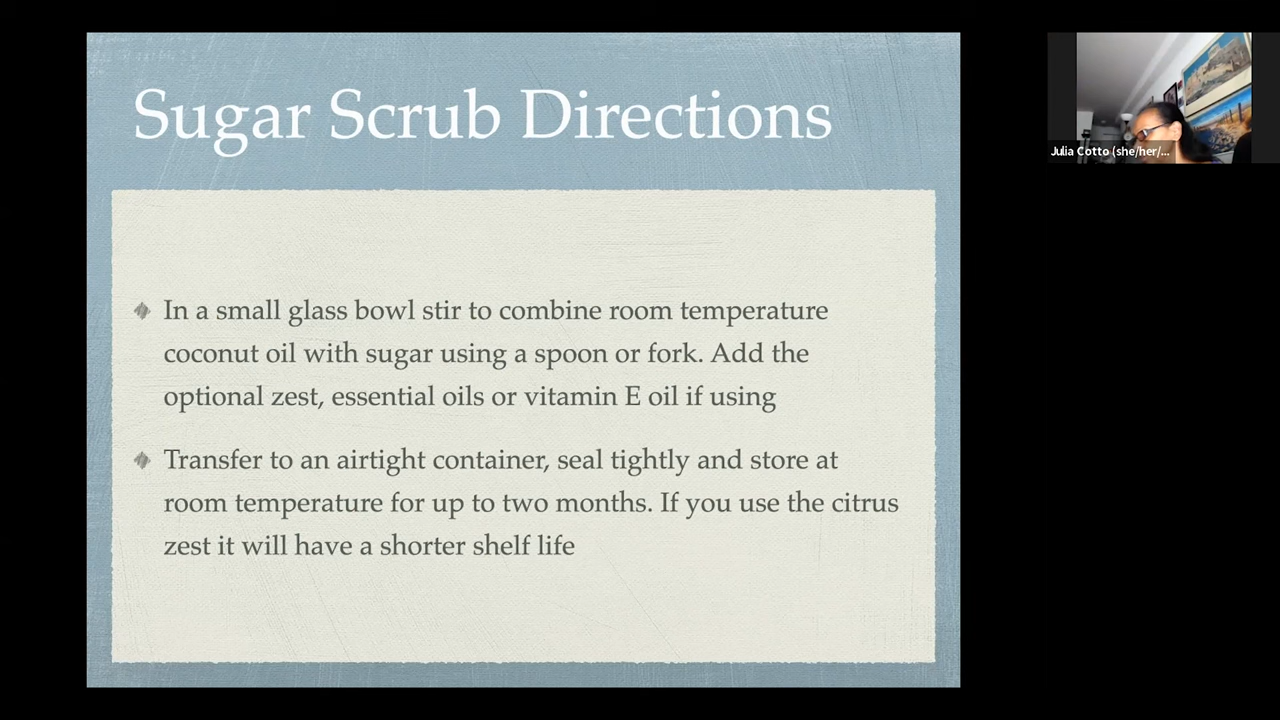 Sugar Scrub Directions
In a small glass bowl stir to combine room temperature
coconut oil with sugar using a spoon or fork. Add the
optional zest, essential oils or vitamin E oil if using
Transfer to an airtight container, seal tightly and store at
room temperature for up to two months. If you use the citrus
zest it will have a shorter shelf life
Julia Cotto (she/her/...